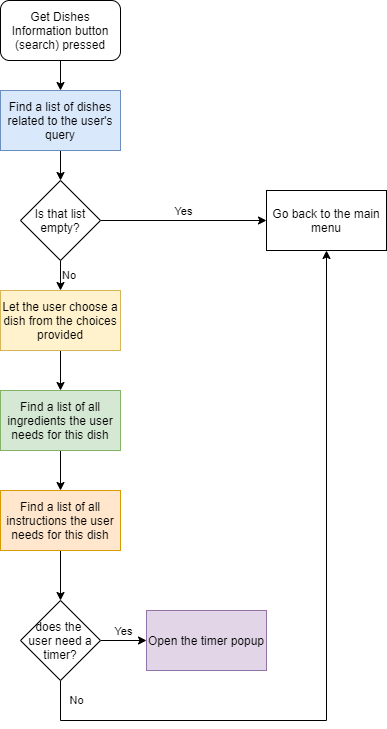 Get Dishes
Information button
(search) pressed
Find a list of dishes
related to the user's
query
Is that list
empty?
Yes
Go back to the main
menu
No
Let the user choose a
dish from the choices
provided
Find a list of all
ingredients the user
needs for this dish
Find a list of all
instructions the user
needs for this dish
does the
user need a
timer?
Yes
Open the timer popup
No